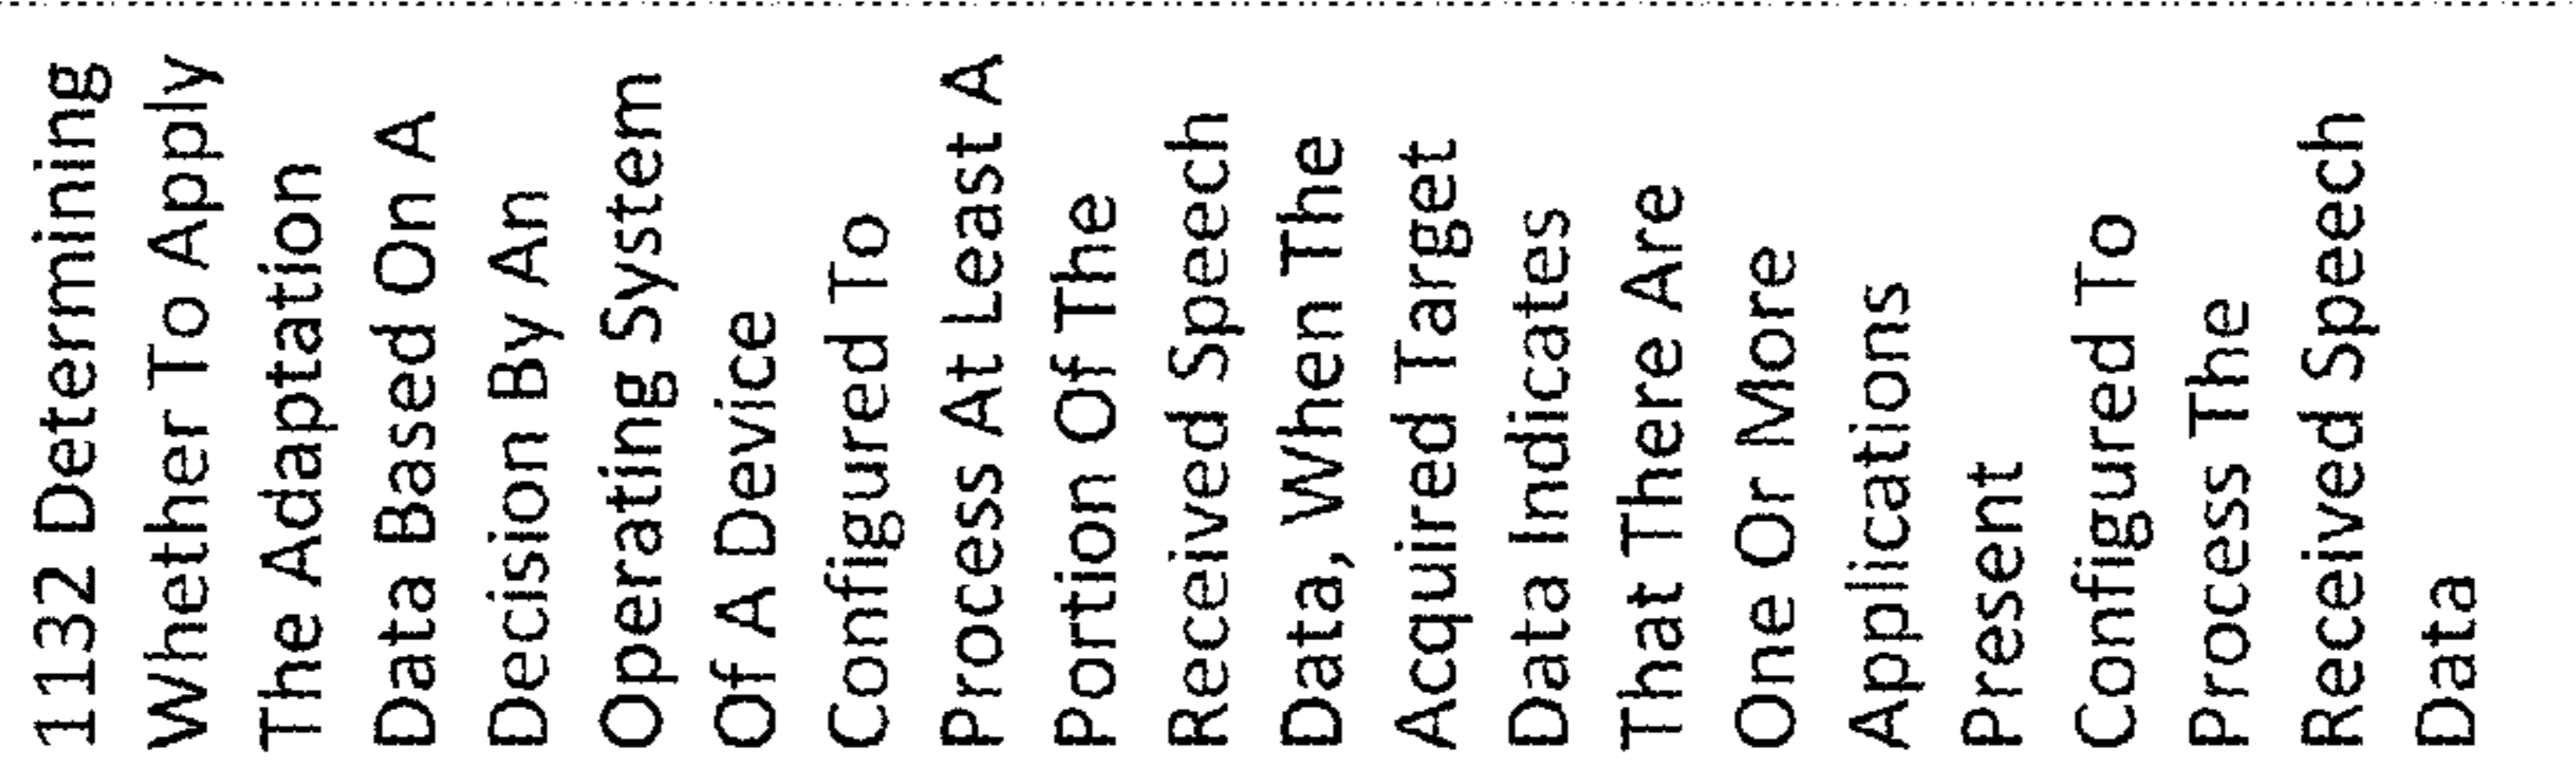 1132 Determining
Whether To Apply
The Adaptation
Data Based On A
Decision By An
Operating System
Of A Device
Configured To
Process At Least A
Portion Of The
Received Speech
Data, When The
Acquired Target
Data Indicates
That There Are
One Or More
Applications
Present
Configured To
Process The
Received Speech
Data